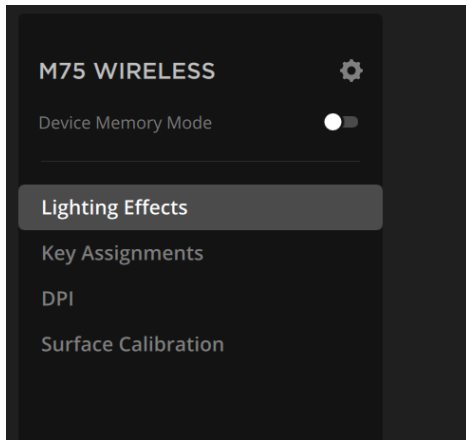 M75 WIRELESS
Device Memory Mode
Lighting Effects
Key Assignments
DPI
Surface Calibration